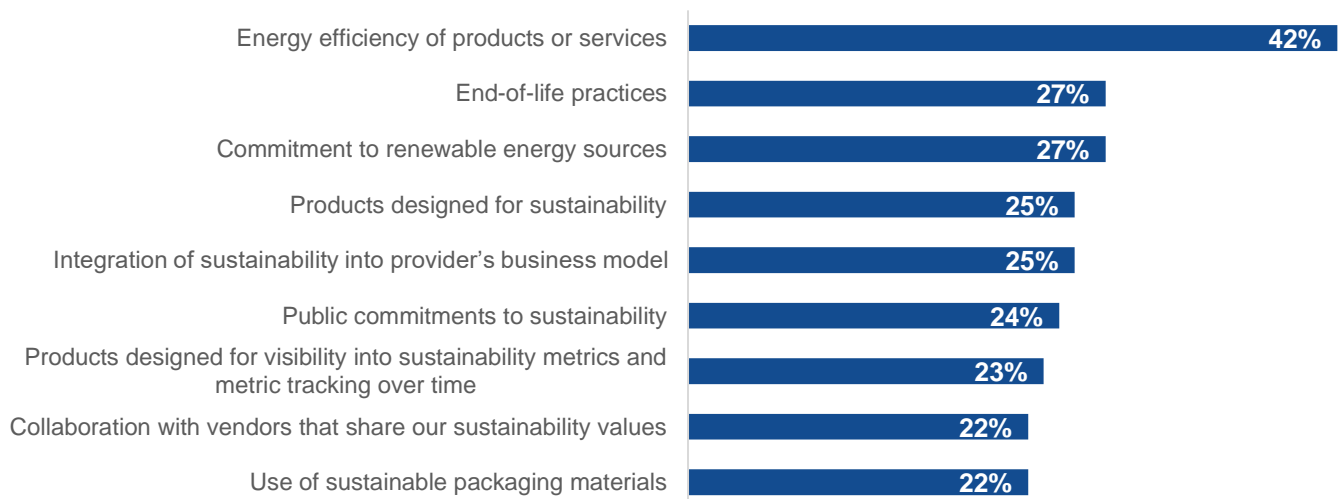 Energy efficiency of products or services 42%
End-of-life practices 27%
Commitment to renewable energy sources 27%
Products designed for sustainability 25%
Integration of sustainability into provider’s business model 25%
Public commitments to sustainability 24%
Products designed for visibility into sustainability metrics and
metric tracking over time 23%
Collaboration with vendors that share our sustainability values 22%
Use of sustainable packaging materials 22%